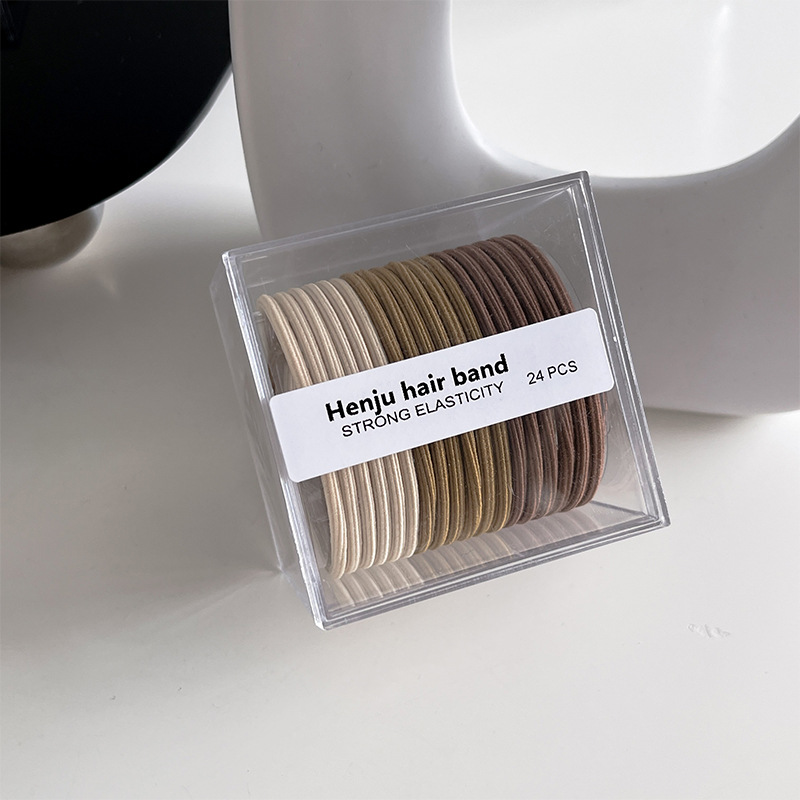 Henju hair band
STRONG ELASTICITY 24 PCS